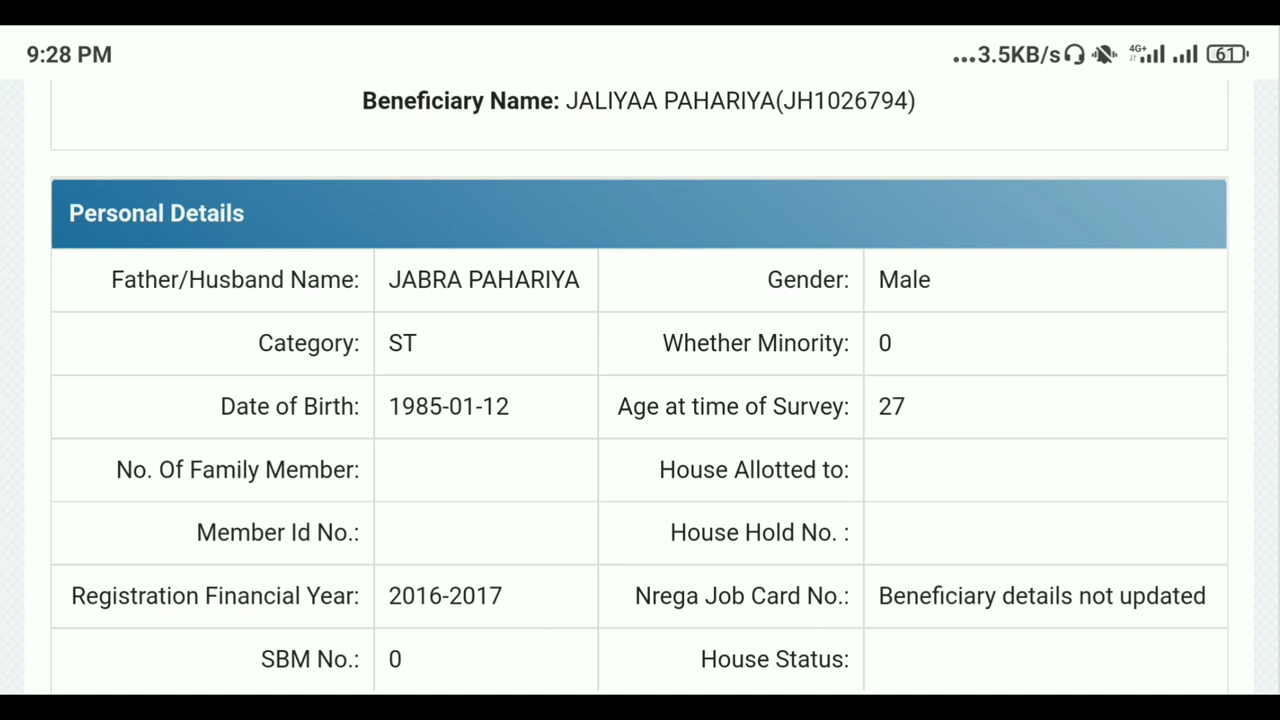 9:28 PM ...3.5KB/s 4G+ 61
Beneficiary Name: JALIYAA PAHARIYA(JH1026794)
Personal Details
Father/Husband Name: JABRA PAHARIYA Gender: Male
Category: ST Whether Minority: 0
Date of Birth: 1985-01-12 Age at time of Survey: 27
No. Of Family Member: House Allotted to:
Member Id No.: House Hold No. :
Registration Financial Year: 2016-2017 Nrega Job Card No.: Beneficiary details not updated
SBM No.: 0 House Status: